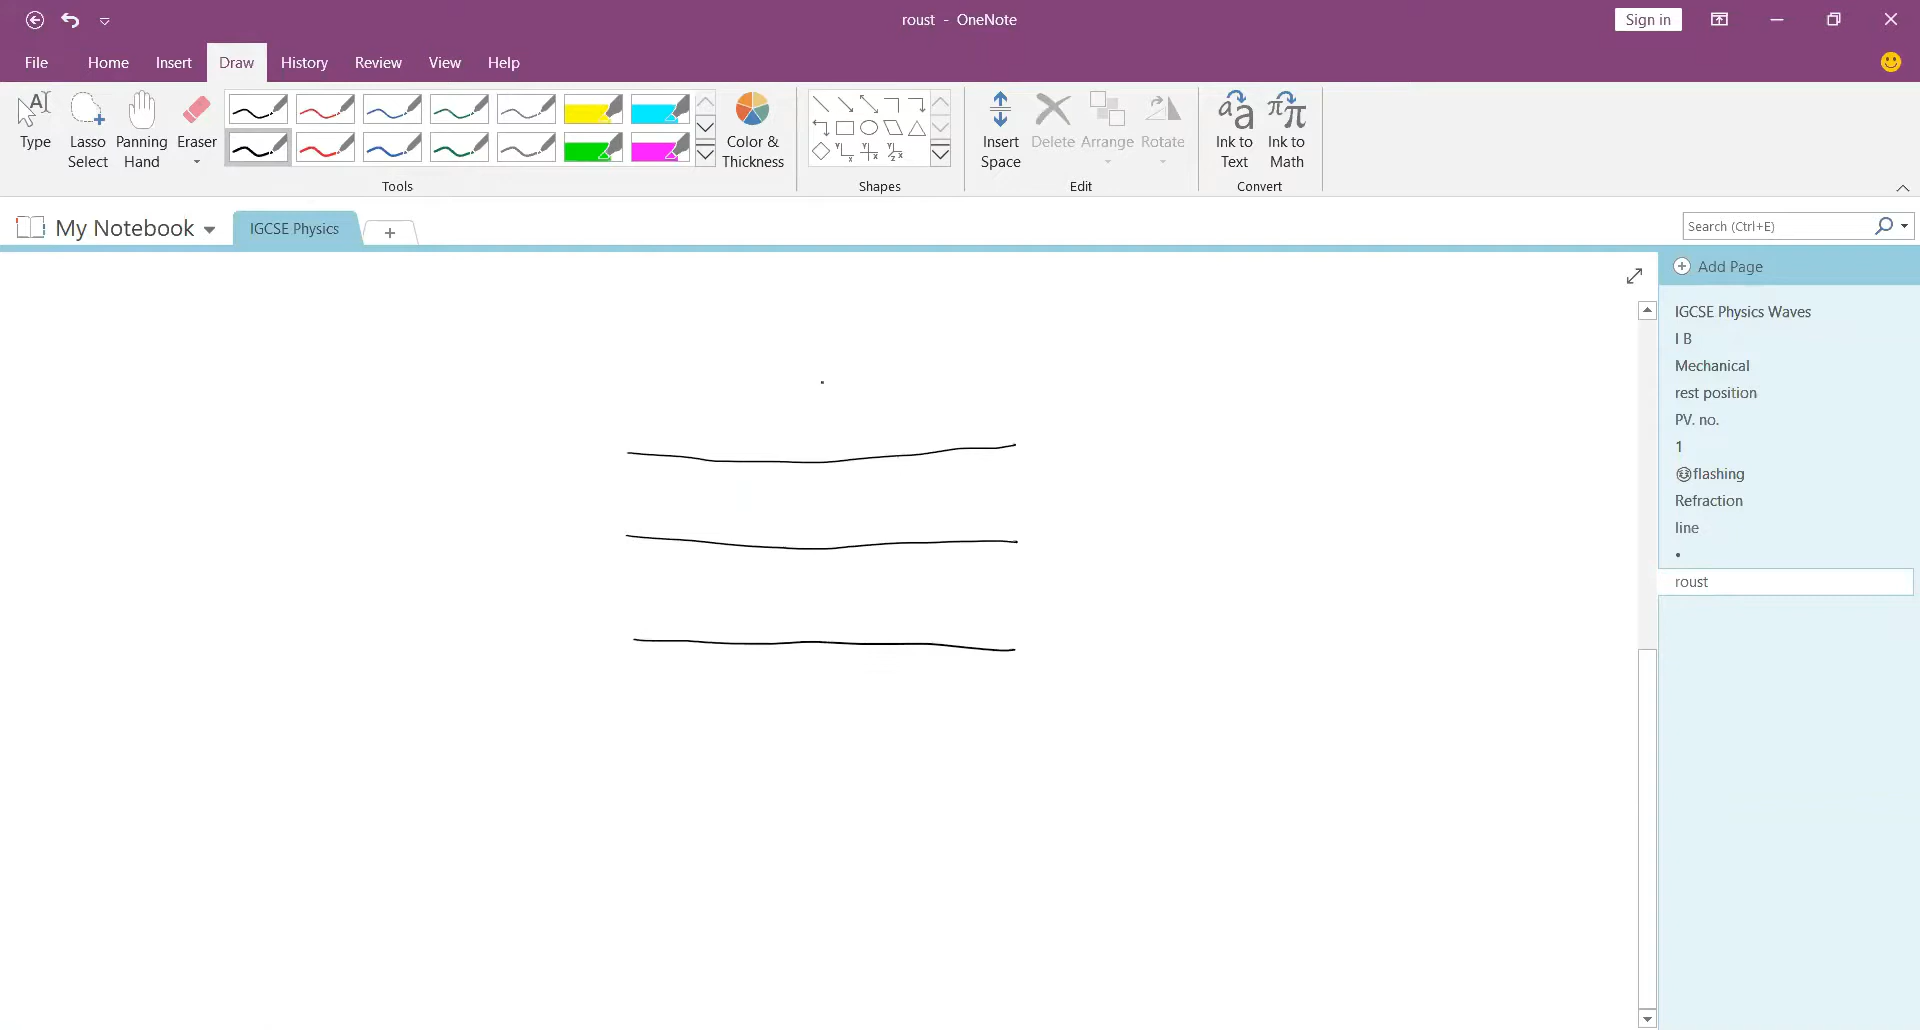 roust - OneNote
Sign in
File Home Insert Draw History Review View Help
Type
Lasso Select
Panning Hand
Eraser
Color & Thickness
Insert Space
Delete
Arrange
Rotate
Ink to Text
Ink to Math
Tools
Shapes
Edit
Convert
My Notebook
IGCSE Physics
Search (Ctrl+E)
Add Page
IGCSE Physics Waves
I B
Mechanical
rest position
PV. no.
1
flashing
Refraction
line
•
roust